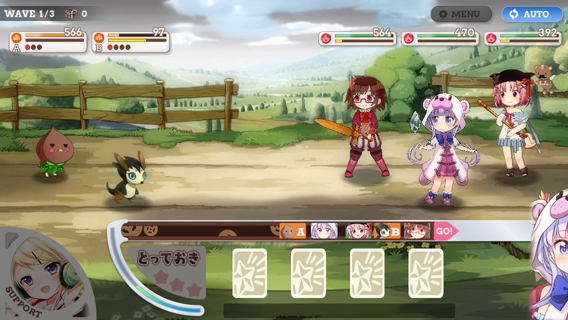 WAVE 1/3 0 MENU AUTO
566 97 564 470 392
A B
A B GO!
とっておき
SUPPORT